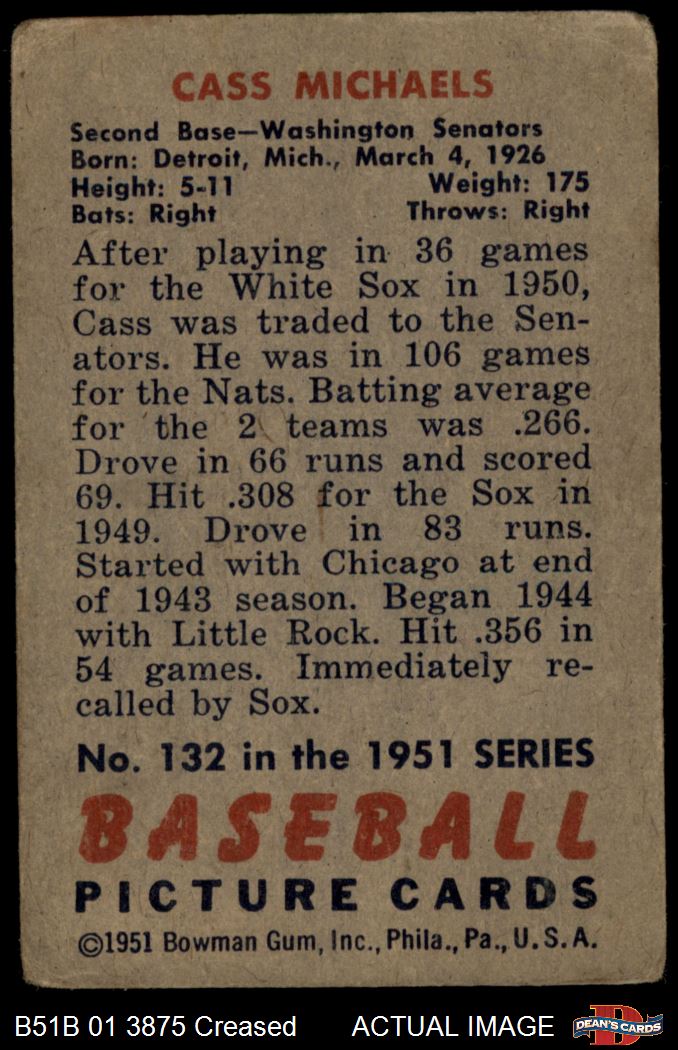 CASS MICHAELS
Second Base—Washington Senators
Born: Detroit, Mich., March 4, 1926
Height: 5-11 Weight: 175
Bats: Right Throws: Right
After playing in 36 games
for the White Sox in 1950,
Cass was traded to the Sen-
ators. He was in 106 games
for the Nats. Batting average
for the 2 teams was .266.
Drove in 66 runs and scored
69. Hit .308 for the Sox in
1949. Drove in 83 runs.
Started with Chicago at end
of 1943 season. Began 1944
with Little Rock. Hit .356 in
54 games. Immediately re-
called by Sox.
No. 132 in the 1951 SERIES
BASEBALL
PICTURE CARDS
©1951 Bowman Gum, Inc., Phila., Pa., U.S.A.
B51B 01 3875 Creased ACTUAL IMAGE DEAN'S CARDS